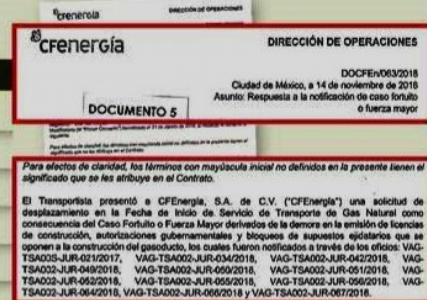 CFEnergía DIRECCIÓN DE OPERACIONES
CFEnergía DIRECCIÓN DE OPERACIONES
DOCFEn/063/2018
Ciudad de México, a 14 de noviembre de 2018
Asunto: Respuesta a la notificación de caso fortuito
o fuerza mayor
DOCUMENTO 5
Para efectos de claridad, los términos con mayúscula inicial no definidos en la presente tienen el
significado que se les atribuye en el Contrato.
El Transportista presentó a CFEnergía, S.A. de C.V. ("CFEnergía") una solicitud de
desplazamiento en la Fecha de Inicio de Servicio de Transporte de Gas Natural como
consecuencia del Caso Fortuito o Fuerza Mayor derivados de la demora en la emisión de licencias
de construcción, autorizaciones gubernamentales y bloqueos de supuestos ejidatarios que se
oponen a la construcción del gasoducto, los cuales fueron notificados a través de los oficios: VAG-
TSA00S-JUR-021/2017, VAG-TSA002-JUR-034/2018, VAG-TSA002-JUR-042/2018, VAG-
TSA002-JUR-049/2018, VAG-TSA002-JUR-050/2018, VAG-TSA002-JUR-051/2018, VAG-
TSA002-JUR-052/2018, VAG-TSA002-JUR-055/2018, VAG-TSA002-JUR-056/2018, VAG-
TSA002-JUR-064/2018, VAG-TSA002-JUR-066/2018 y VAG-TSA002-JUR-067/2018.